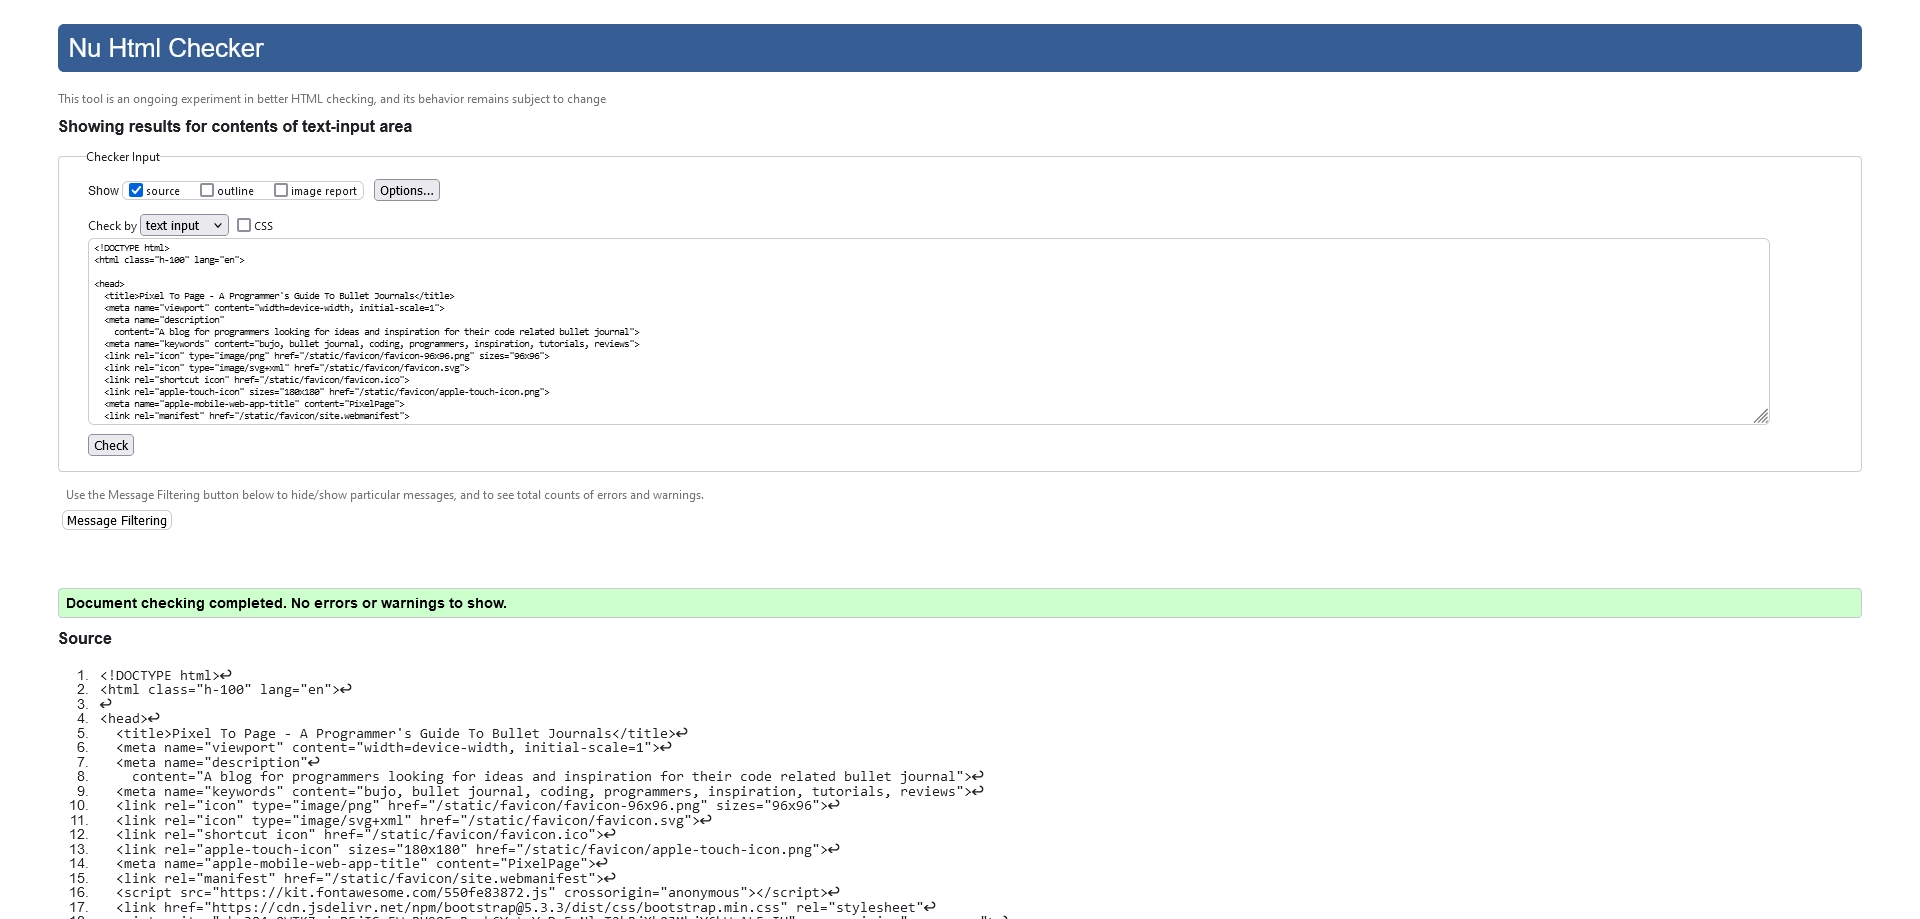 Nu Html Checker
This tool is an ongoing experiment in better HTML checking, and its behavior remains subject to change
Showing results for contents of text-input area
Checker Input
Show source outline image report Options...
Check by text input CSS
<!DOCTYPE html>
<html class="h-100" lang="en">
<head>
<title>Pixel To Page - A Programmer's Guide To Bullet Journals</title>
<meta name="viewport" content="width=device-width, initial-scale=1">
<meta name="description"
content="A blog for programmers looking for ideas and inspiration for their code related bullet journal">
<meta name="keywords" content="bujo, bullet journal, coding, programmers, inspiration, tutorials, reviews">
<link rel="icon" type="image/png" href="/static/favicon/favicon-96x96.png" sizes="96x96">
<link rel="icon" type="image/svg+xml" href="/static/favicon/favicon.svg">
<link rel="shortcut icon" href="/static/favicon/favicon.ico">
<link rel="apple-touch-icon" sizes="180x180" href="/static/favicon/apple-touch-icon.png">
<meta name="apple-mobile-web-app-title" content="PixelPage">
<link rel="manifest" href="/static/favicon/site.webmanifest">
Check
Use the Message Filtering button below to hide/show particular messages, and to see total counts of errors and warnings.
Message Filtering
Document checking completed. No errors or warnings to show.
Source
1. <!DOCTYPE html>↩
2. <html class="h-100" lang="en">↩
3. ↩
4. <head>↩
5. <title>Pixel To Page - A Programmer's Guide To Bullet Journals</title>↩
6. <meta name="viewport" content="width=device-width, initial-scale=1">↩
7. <meta name="description"↩
8. content="A blog for programmers looking for ideas and inspiration for their code related bullet journal">↩
9. <meta name="keywords" content="bujo, bullet journal, coding, programmers, inspiration, tutorials, reviews">↩
10. <link rel="icon" type="image/png" href="/static/favicon/favicon-96x96.png" sizes="96x96">↩
11. <link rel="icon" type="image/svg+xml" href="/static/favicon/favicon.svg">↩
12. <link rel="shortcut icon" href="/static/favicon/favicon.ico">↩
13. <link rel="apple-touch-icon" sizes="180x180" href="/static/favicon/apple-touch-icon.png">↩
14. <meta name="apple-mobile-web-app-title" content="PixelPage">↩
15. <link rel="manifest" href="/static/favicon/site.webmanifest">↩
16. <script src="https://kit.fontawesome.com/550fe83872.js" crossorigin="anonymous"></script>↩
17. <link href="https://cdn.jsdelivr.net/npm/bootstrap@5.3.3/dist/css/bootstrap.min.css" rel="stylesheet"↩